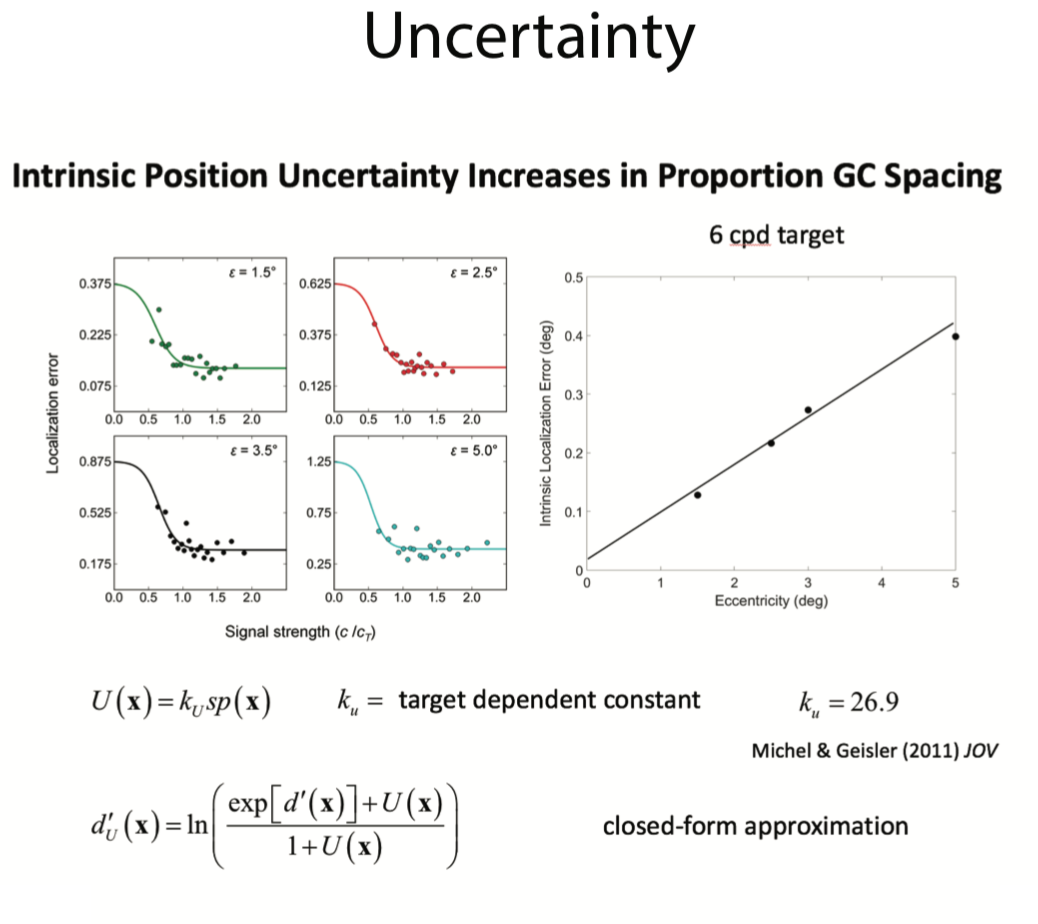 Uncertainty
Intrinsic Position Uncertainty Increases in Proportion GC Spacing
6 cpd target
Localization error
ε = 1.5°
0.375
0.225
0.075
0.0 0.5 1.0 1.5 2.0
ε = 2.5°
0.625
0.375
0.125
0.0 0.5 1.0 1.5 2.0
ε = 3.5°
0.875
0.525
0.175
0.0 0.5 1.0 1.5 2.0
ε = 5.0°
1.25
0.75
0.25
0.0 0.5 1.0 1.5 2.0
Signal strength (c /c_T)
Intrinsic Localization Error (deg)
0.5
0.4
0.3
0.2
0.1
0
0 1 2 3 4 5
Eccentricity (deg)
U(x) = k_U sp(x) k_u = target dependent constant k_u = 26.9
Michel & Geisler (2011) JOV
d'_U(x) = ln( (exp[d'(x)] + U(x)) / (1 + U(x)) ) closed-form approximation